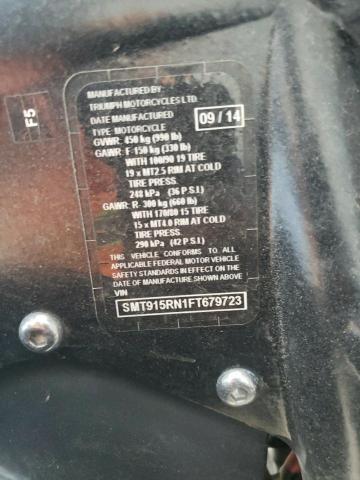 F5
MANUFACTURED BY
TRIUMPH MOTORCYCLES LTD.
DATE MANUFACTURED 09 / 14
TYPE: MOTORCYCLE
GVWR: 450 kg (990 lb)
GAWR: F- 150 kg (330 lb)
WITH 100/90 19 TIRE
19 x MT2.5 RIM AT COLD
TIRE PRESS.
248 kPa (36 P.S.I.)
GAWR: R- 300 kg (660 lb)
WITH 170/80 15 TIRE
15 x MT4.0 RIM AT COLD
TIRE PRESS.
290 kPa (42 P.S.I.)
THIS VEHICLE CONFORMS TO ALL
APPLICABLE FEDERAL MOTOR VEHICLE
SAFETY STANDARDS IN EFFECT ON THE
DATE OF MANUFACTURE SHOWN ABOVE
VIN
SMT915RN1FT679723